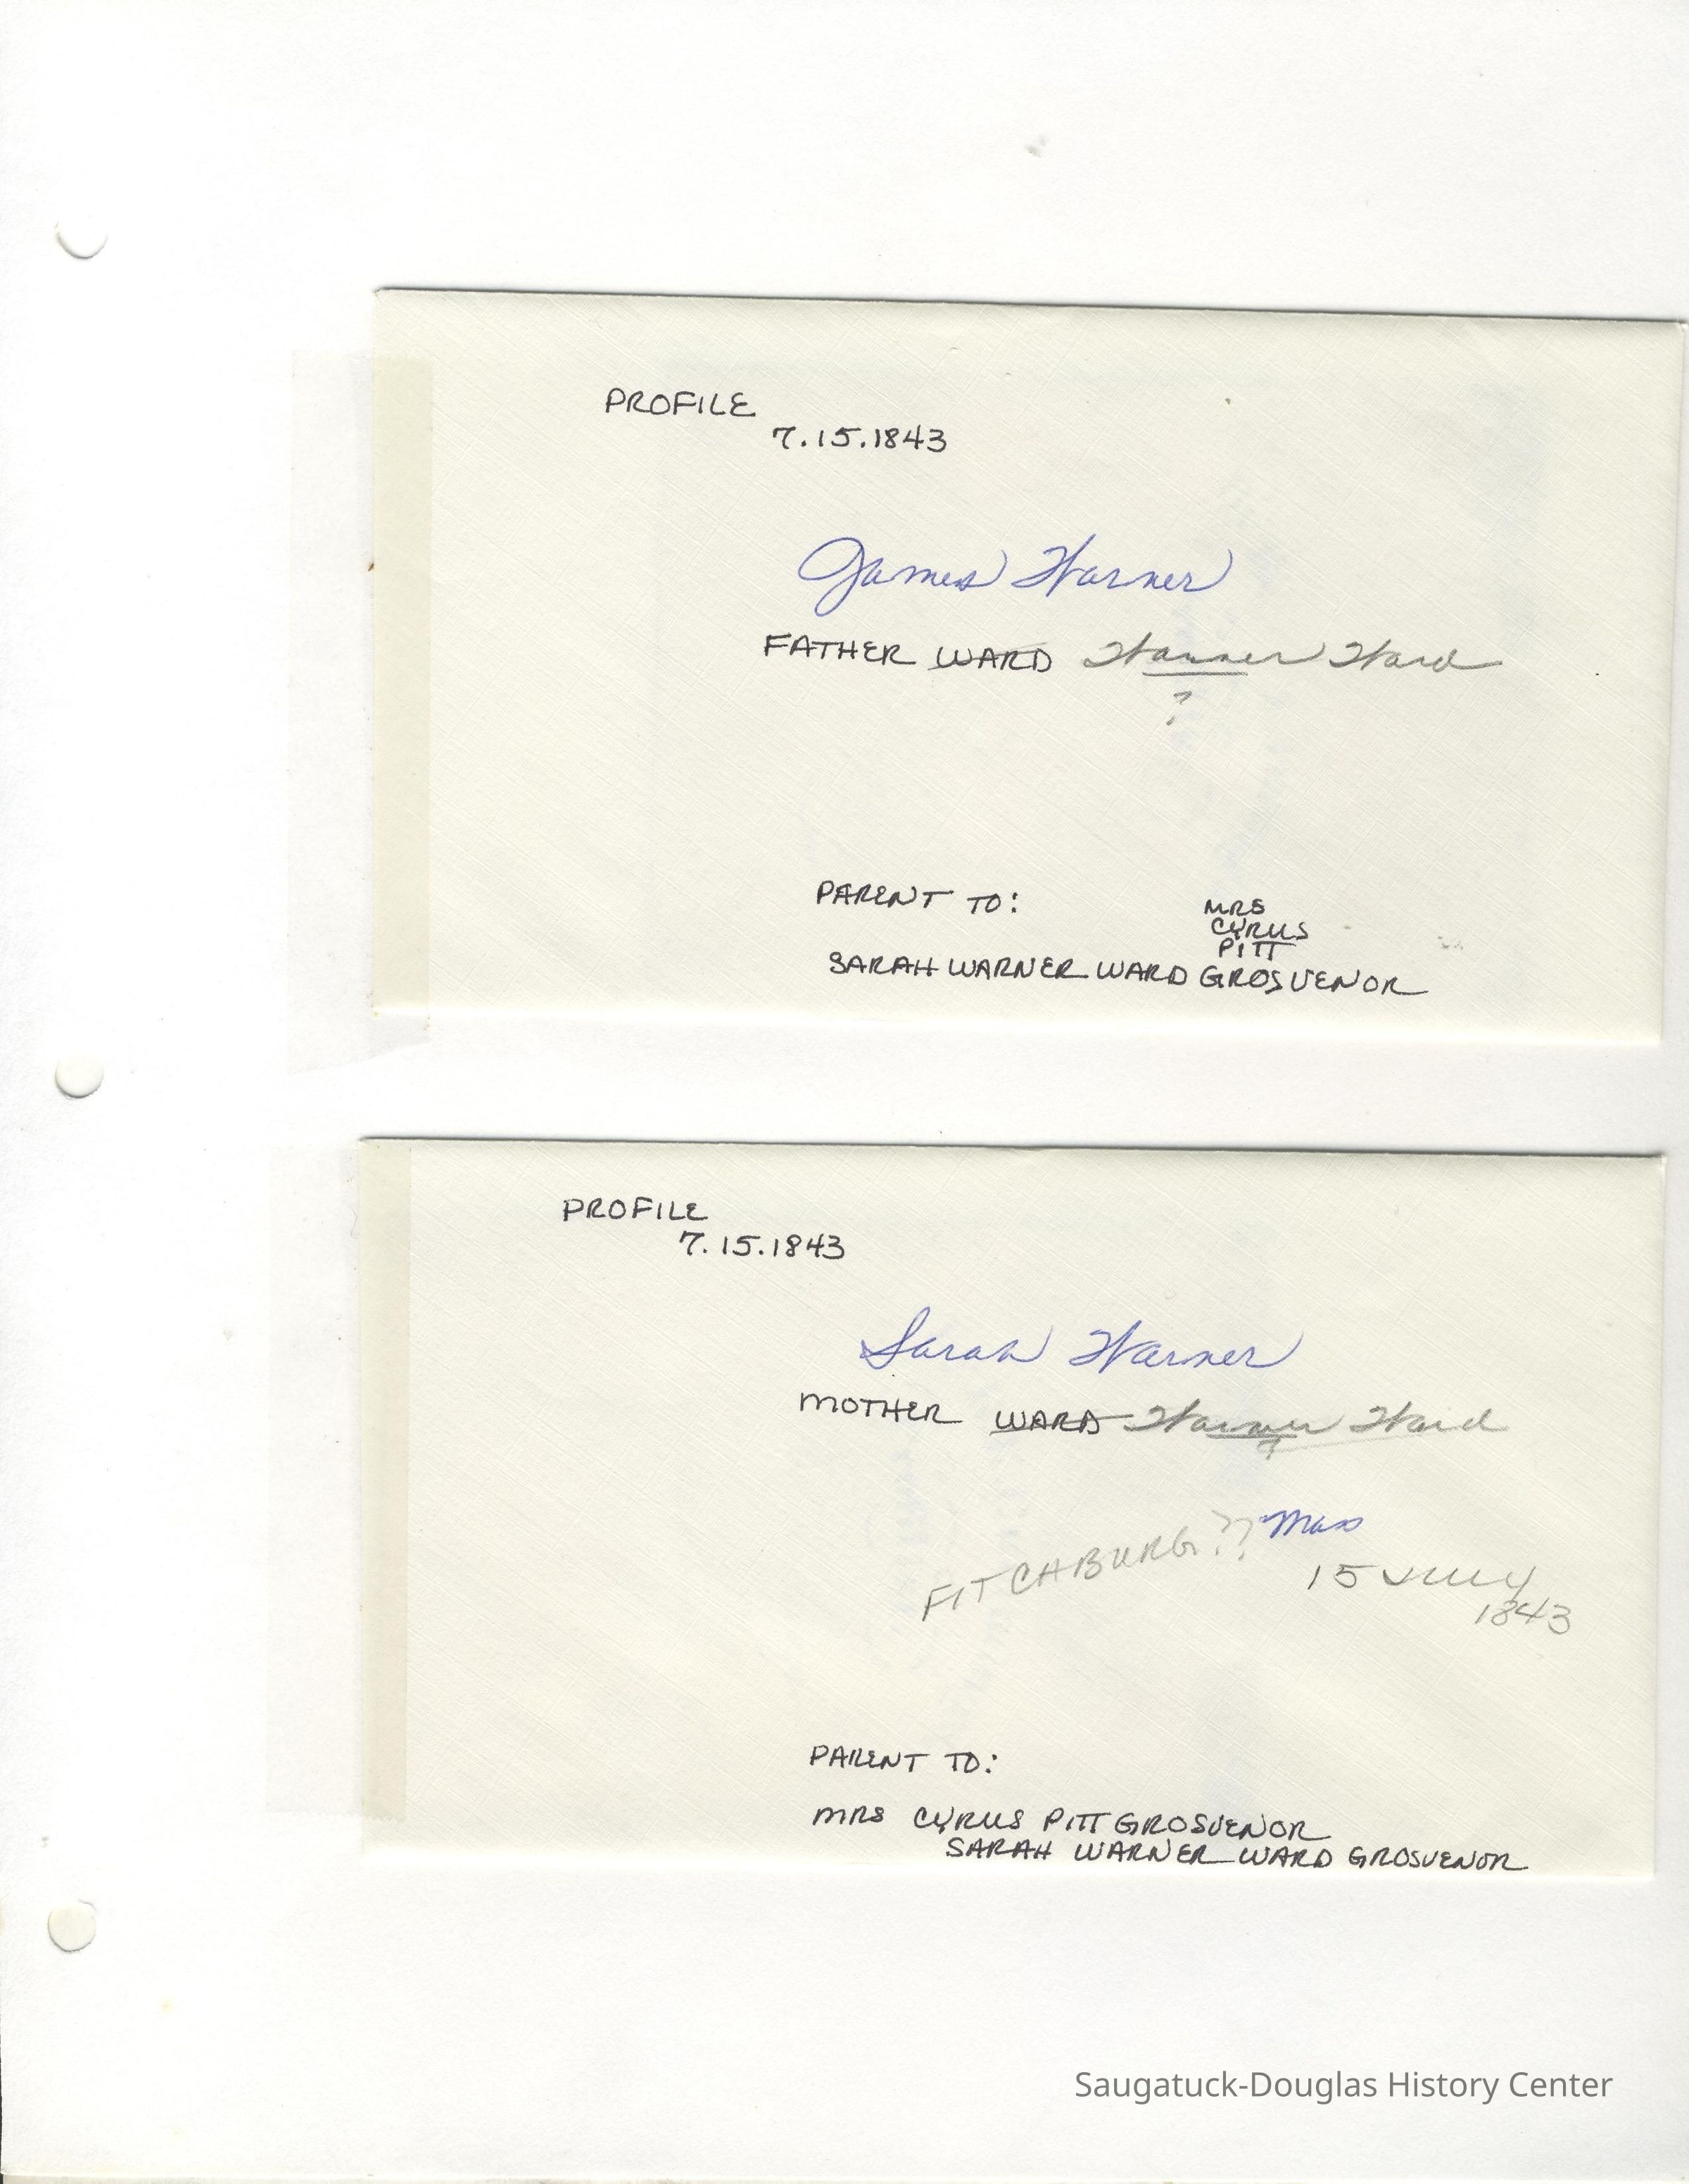 PROFILE
7.15.1843
James Warner
FATHER WARD Warner Ward
?
PARENT TO:
MRS
CYRUS
PITT
SARAH WARNER WARD GROSVENOR
PROFILE
7.15.1843
Sarah Warner
MOTHER WARD Warner Ward
?
FITCHABURG?? Mass
15 JULY
1843
PARENT TO:
MRS CYRUS PITT GROSVENOR
SARAH WARNER WARD GROSVENOR
Saugatuck-Douglas History Center